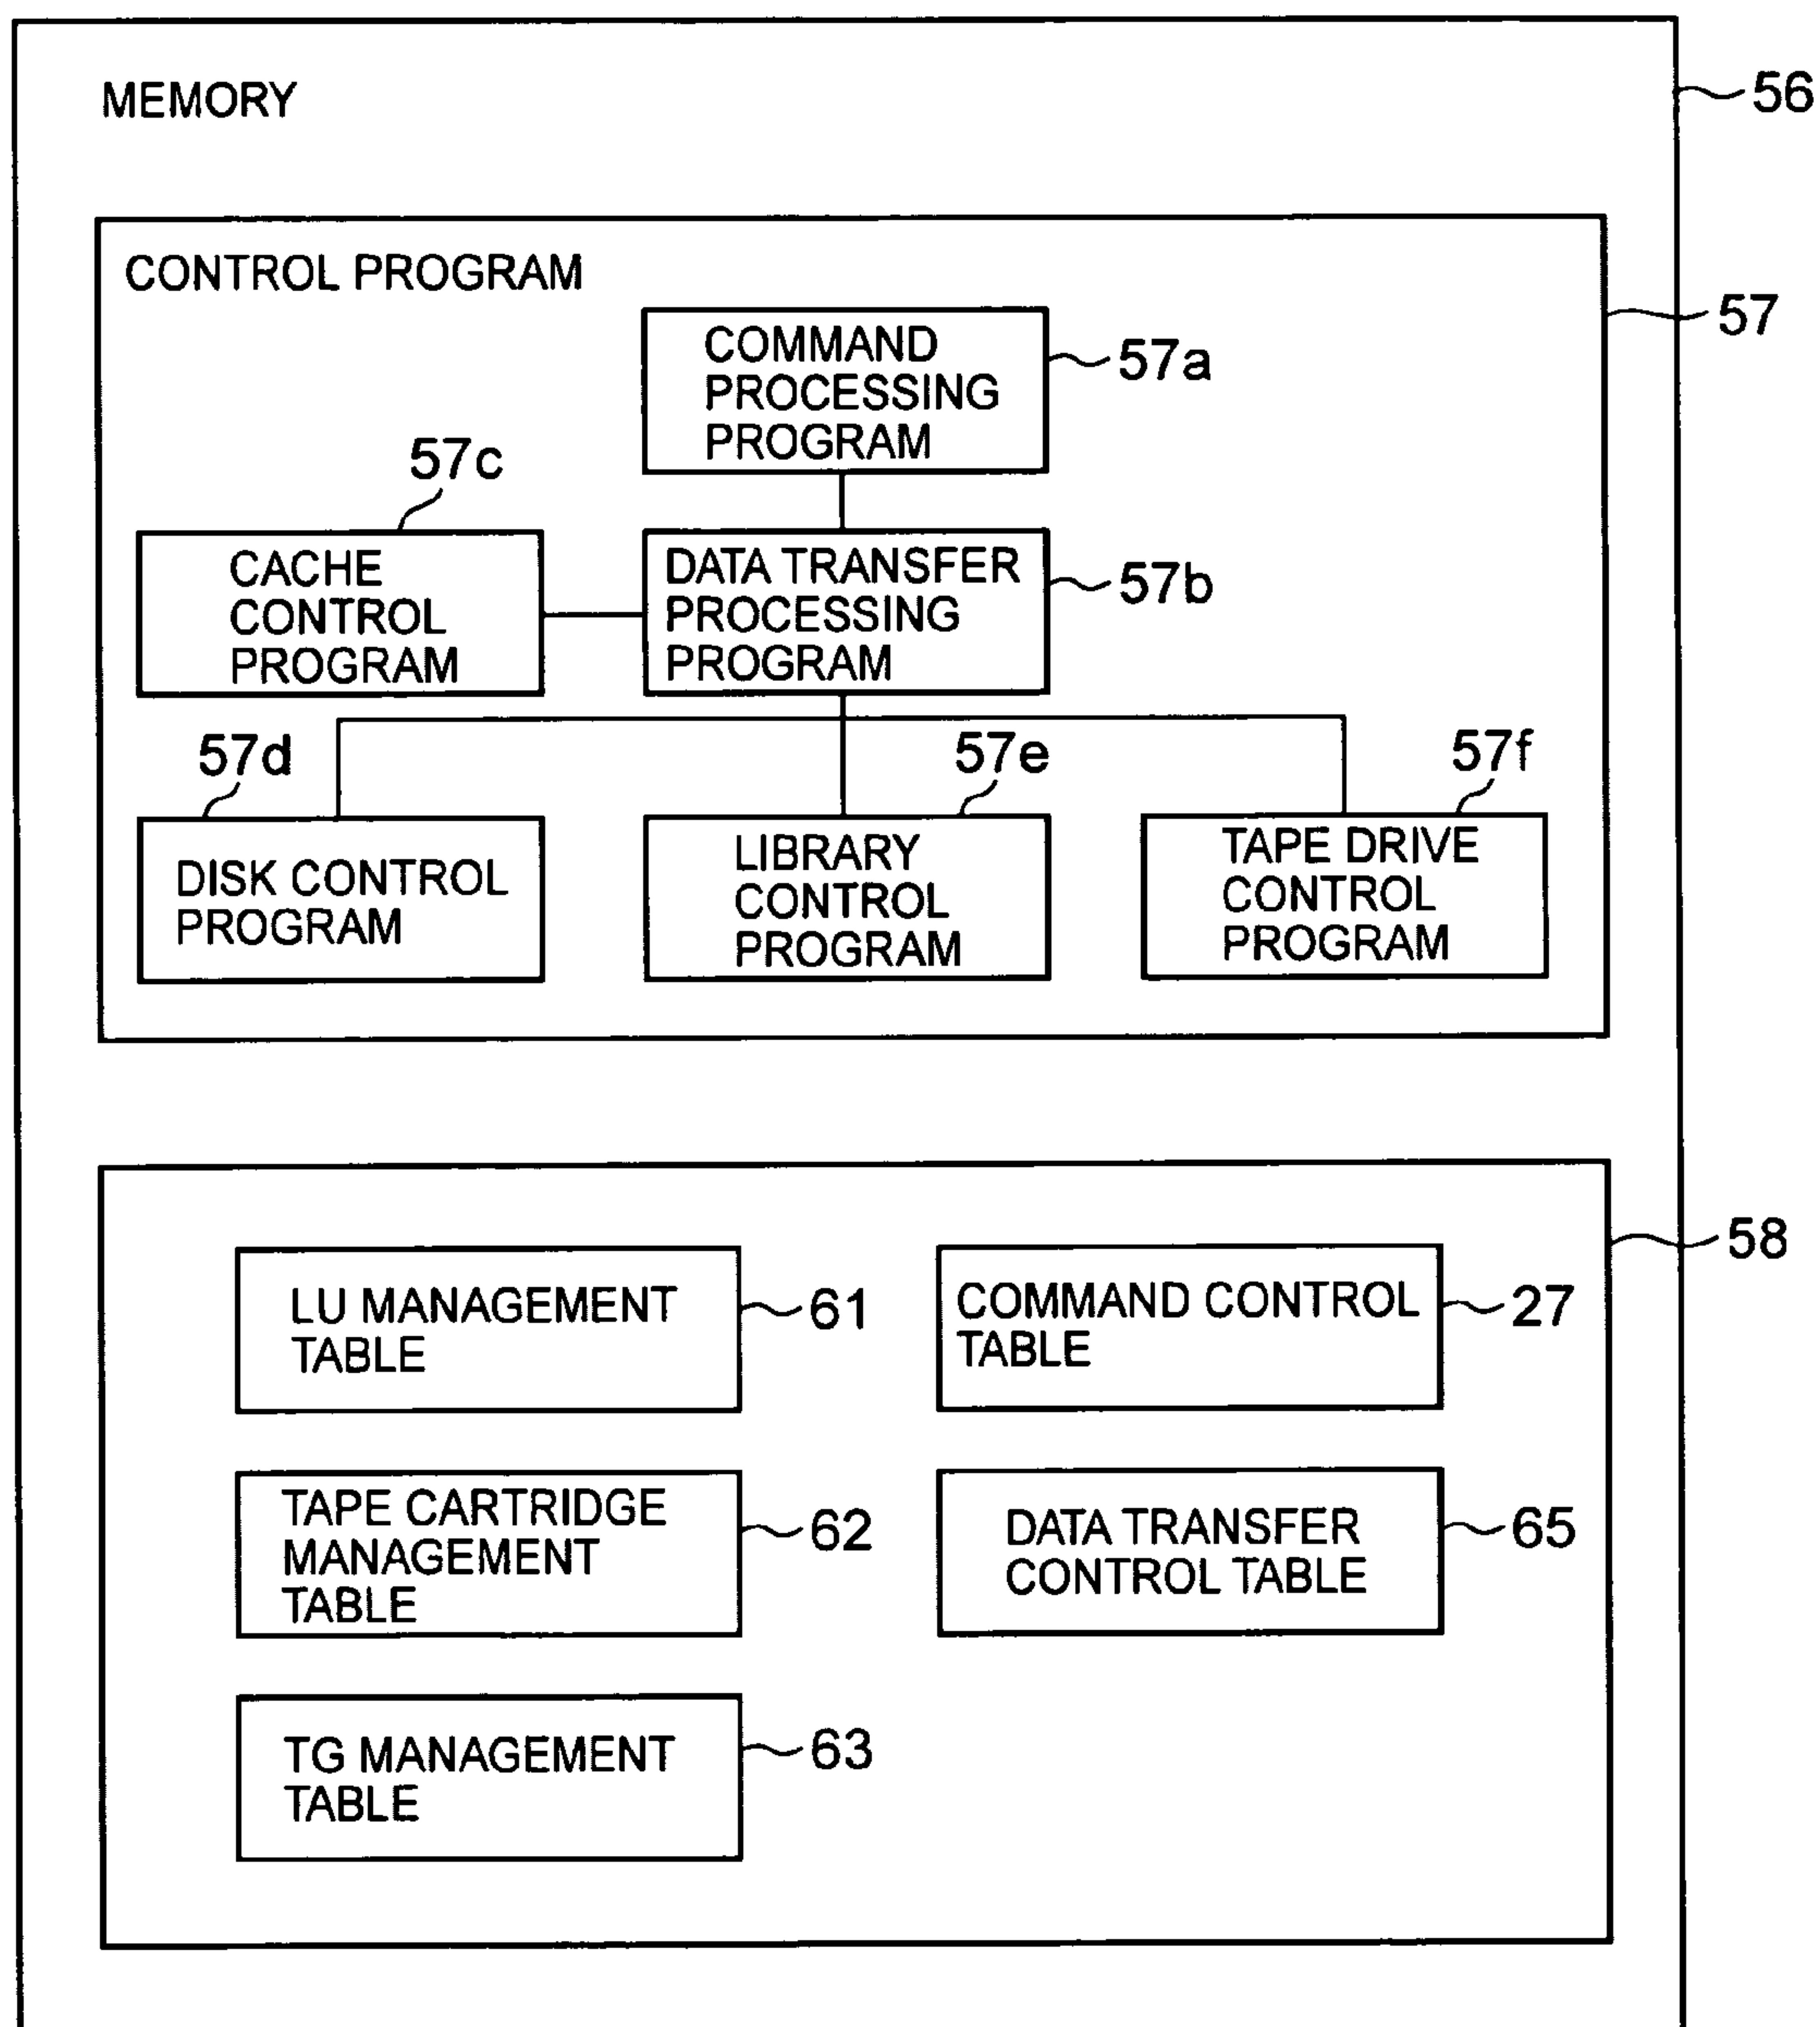 MEMORY
56
CONTROL PROGRAM
57
COMMAND
PROCESSING
PROGRAM
57a
57c
CACHE
CONTROL
PROGRAM
DATA TRANSFER
PROCESSING
PROGRAM
57b
57d
57e
57f
DISK CONTROL
PROGRAM
LIBRARY
CONTROL
PROGRAM
TAPE DRIVE
CONTROL
PROGRAM
58
LU MANAGEMENT
TABLE
61
COMMAND CONTROL
TABLE
27
TAPE CARTRIDGE
MANAGEMENT
TABLE
62
DATA TRANSFER
CONTROL TABLE
65
TG MANAGEMENT
TABLE
63